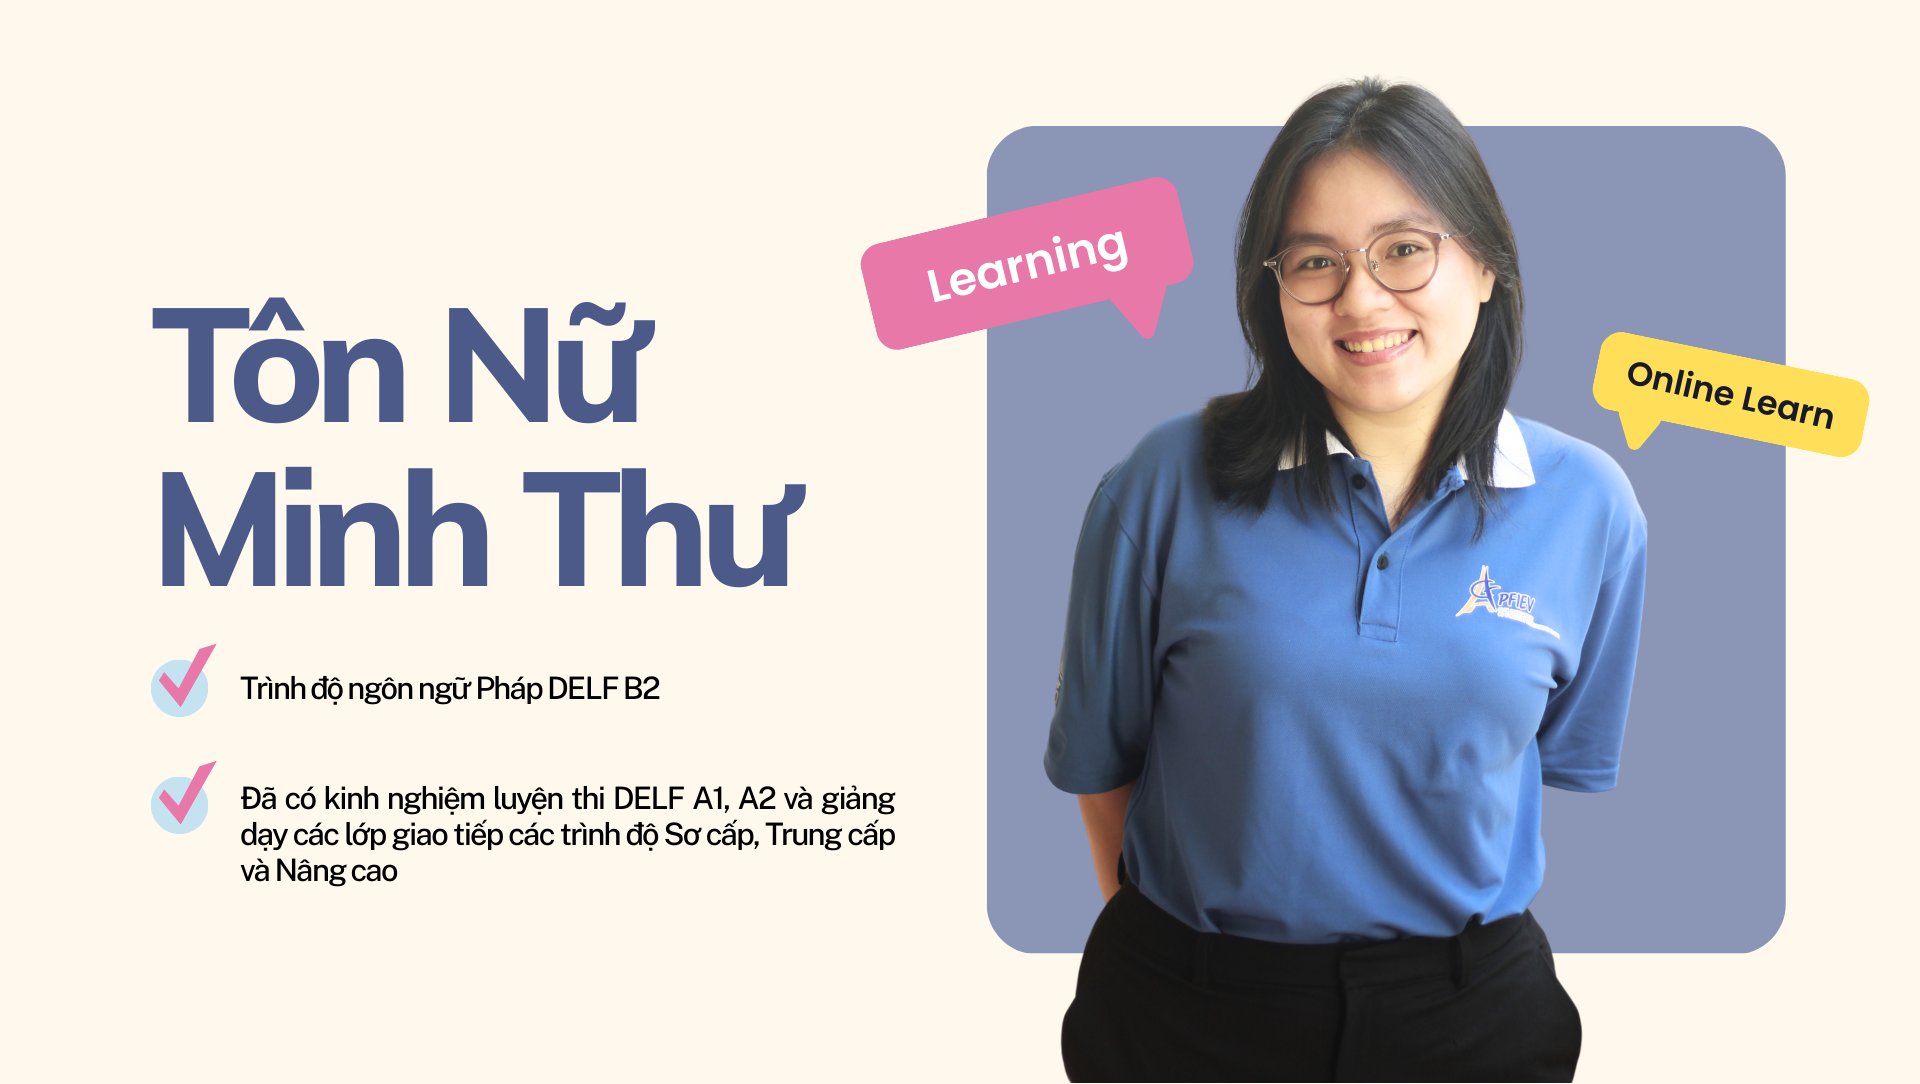 Tôn Nữ
Minh Thư
Trình độ ngôn ngữ Pháp DELF B2
Đã có kinh nghiệm luyện thi DELF A1, A2 và giảng
dạy các lớp giao tiếp các trình độ Sơ cấp, Trung cấp
và Nâng cao
Learning
Online Learn
PFIEV